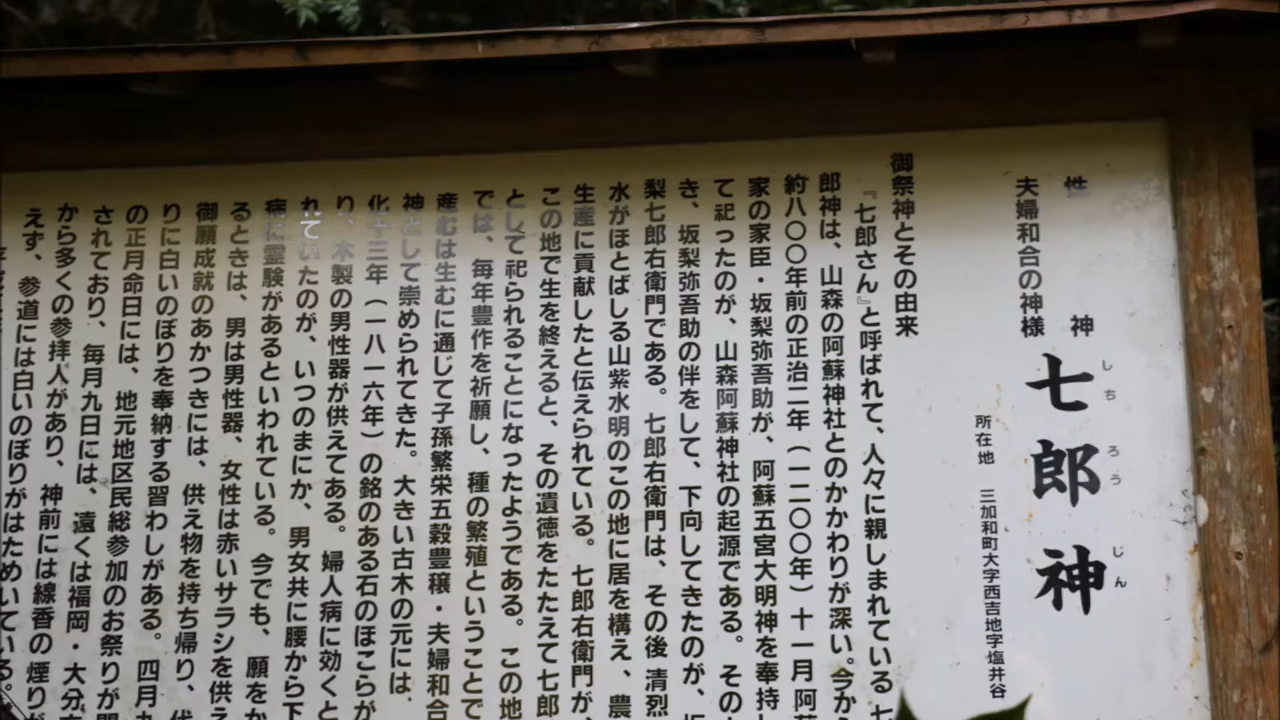 性神
夫婦和合の神様
七郎神
しちろうじん
所在地 三加和町大字西吉地字塩井谷
御祭神とその由来
『七郎さん』と呼ばれて、人々に親しまれている 七
郎神は、山森の阿蘇神社とのかかわりが深い。今から
約八〇〇年前の正治二年（一二〇〇年）十一月 阿蘇
家の家臣・坂梨弥吾助が、阿蘇五宮大明神を奉持し
て祀ったのが、山森阿蘇神社の起源である。その
き、坂梨弥吾助の伴をして、下向してきたのが、坂
梨七郎右衛門である。七郎右衛門は、その後 清烈
水がほとばしる山紫水明のこの地に居を構え、農
生産に貢献したと伝えられている。七郎右衛門が、
この地で生を終えると、その遺徳をたたえて七郎
として祀られることになったようである。この地
では、毎年豊作を祈願し、種の繁殖ということで
産むは生むに通じて子孫繁栄五穀豊穣・夫婦和合
神として崇められてきた。大きい古木の元には
化十三年（一八一六年）の銘のある石のほこらが
り、木製の男性器が供えてある。婦人病に効くと
れていたのが、いつのまにか、男女共に腰から下
病に霊験があるといわれている。今でも、願をか
るときは、男は男性器、女性は赤いサラシを供え
御願成就のあかつきには、供え物を持ち帰り、代
りに白いのぼりを奉納する習わしがある。四月九
の正月命日には、地元地区民総参加のお祭りが
されており、毎月九日には、遠くは福岡・大分
から多くの参拝人があり、神前には線香の煙り
えず、参道には白いのぼりがはためいている。